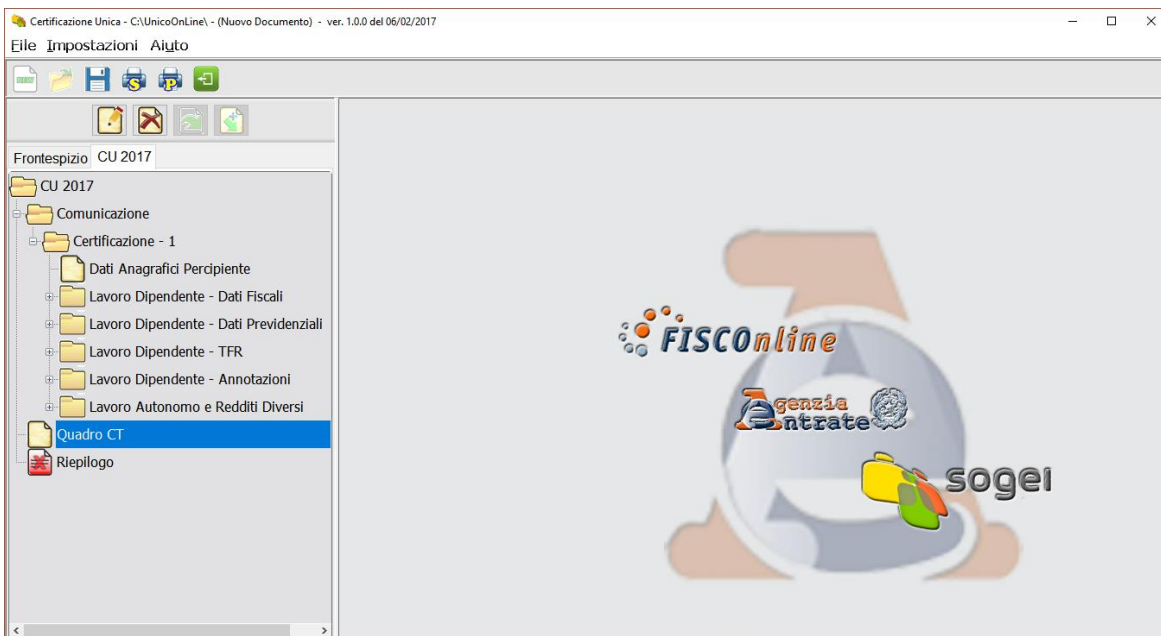 Certificazione Unica - C:\UnicoOnLine\ - (Nuovo Documento) - ver. 1.0.0 del 06/02/2017
File Impostazioni Aiuto
NEW S P
Frontespizio CU 2017
CU 2017
Comunicazione
Certificazione - 1
Dati Anagrafici Percipiente
Lavoro Dipendente - Dati Fiscali
Lavoro Dipendente - Dati Previdenziali
Lavoro Dipendente - TFR
Lavoro Dipendente - Annotazioni
Lavoro Autonomo e Redditi Diversi
Quadro CT
Riepilogo
FISCOnline
Agenzia
Entrate
sogei